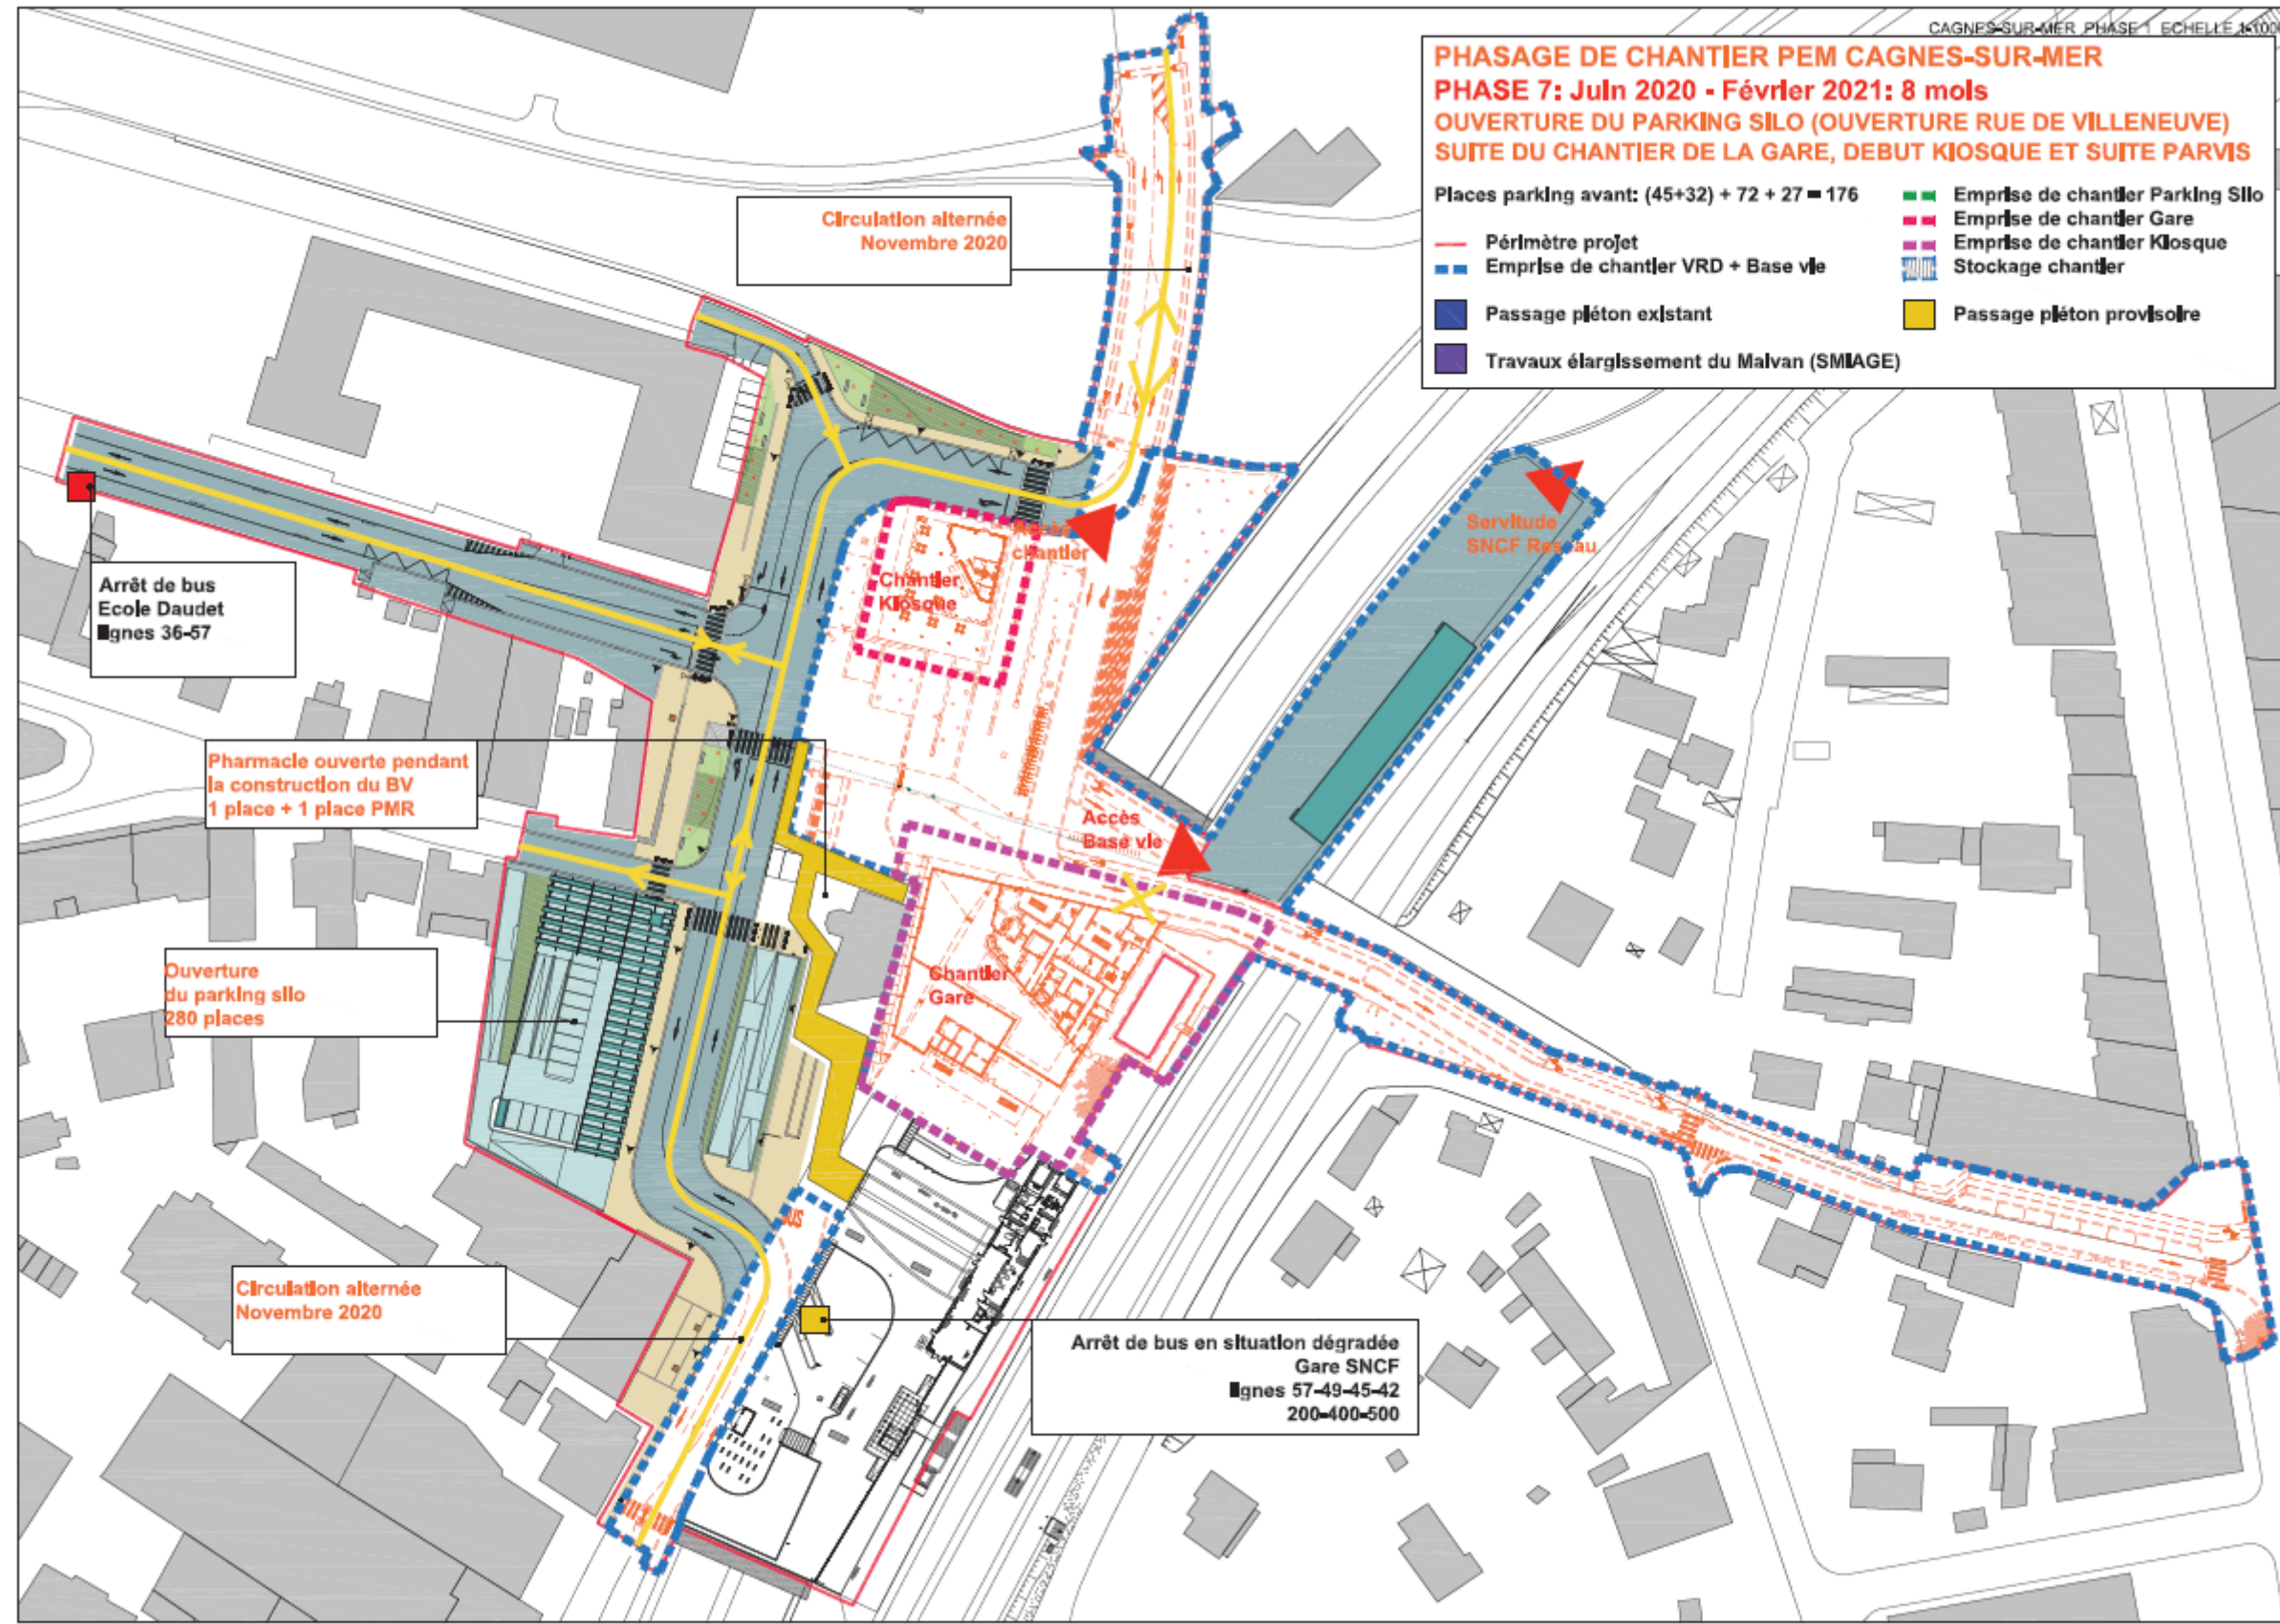 CAGNES-SUR-MER PHASE 1 ECHELLE 1-1000
PHASAGE DE CHANTIER PEM CAGNES-SUR-MER
PHASE 7: Juin 2020 - Février 2021: 8 mois
OUVERTURE DU PARKING SILO (OUVERTURE RUE DE VILLENEUVE)
SUITE DU CHANTIER DE LA GARE, DEBUT KIOSQUE ET SUITE PARVIS
Places parking avant: (45+32) + 72 + 27 = 176
Périmètre projet
Emprise de chantier VRD + Base vie
Passage piéton existant
Travaux élargissement du Malvan (SMIAGE)
Emprise de chantier Parking Silo
Emprise de chantier Gare
Emprise de chantier Kiosque
Stockage chantier
Passage piéton provisoire
Circulation alternée
Novembre 2020
Servitude
SNCF Reseau
Accès
chantier
Chantier
Kiosque
Arrêt de bus
Ecole Daudet
lignes 36-57
Pharmacie ouverte pendant
la construction du BV
1 place + 1 place PMR
Accès
Base vie
Ouverture
du parking silo
280 places
Chantier
Gare
BUS
Circulation alternée
Novembre 2020
Arrêt de bus en situation dégradée
Gare SNCF
lignes 57-49-45-42
200-400-500